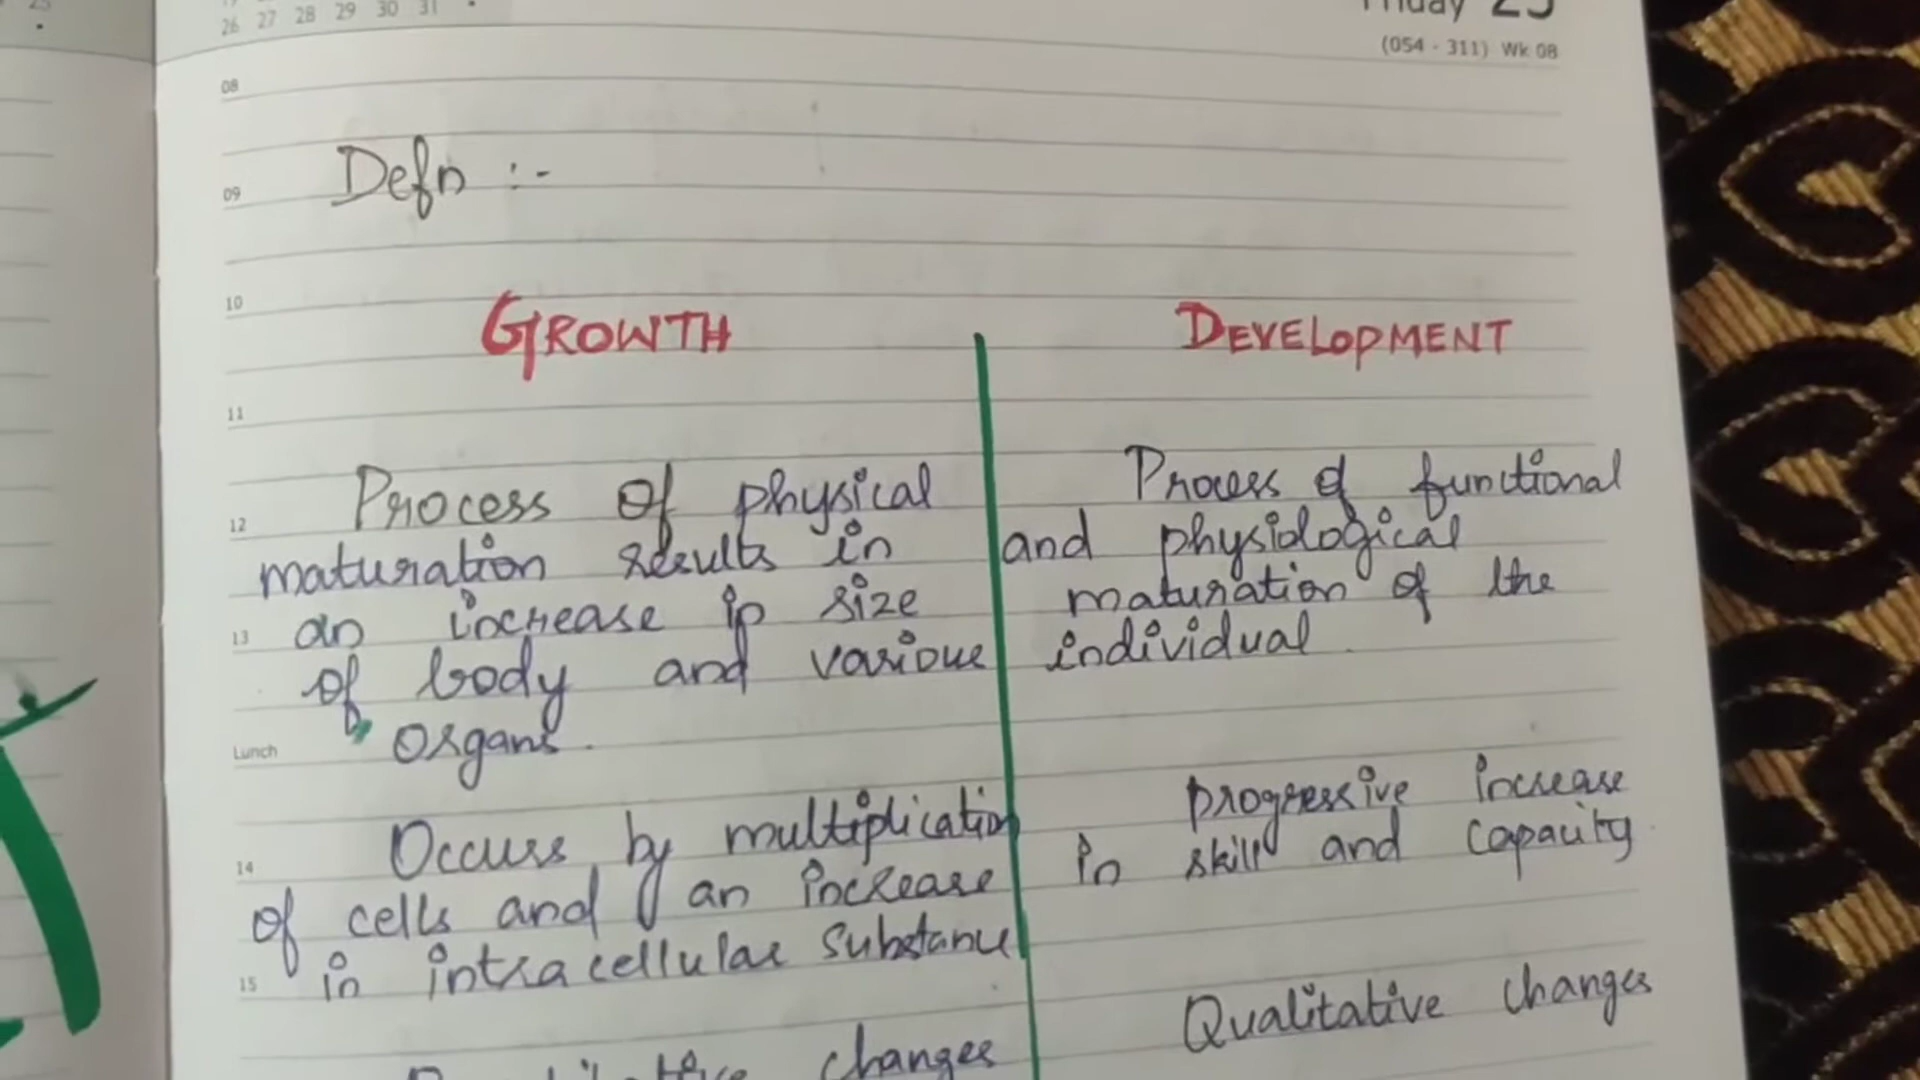 26 27 28 29 30 31
Friday 23
(054 - 311) Wk 08
08
09
Defn :-
10
GROWTH
11
12
Process of physical
maturation results in
13
an increase in size
of body and various
Lunch
organs.
14
Occurs by multiplication
of cells and an increase
15
in intracellular substance
changes
DEVELOPMENT
Process of functional
and physiological
maturation of the
individual.
progressive increase
in skill and capacity
Qualitative changes